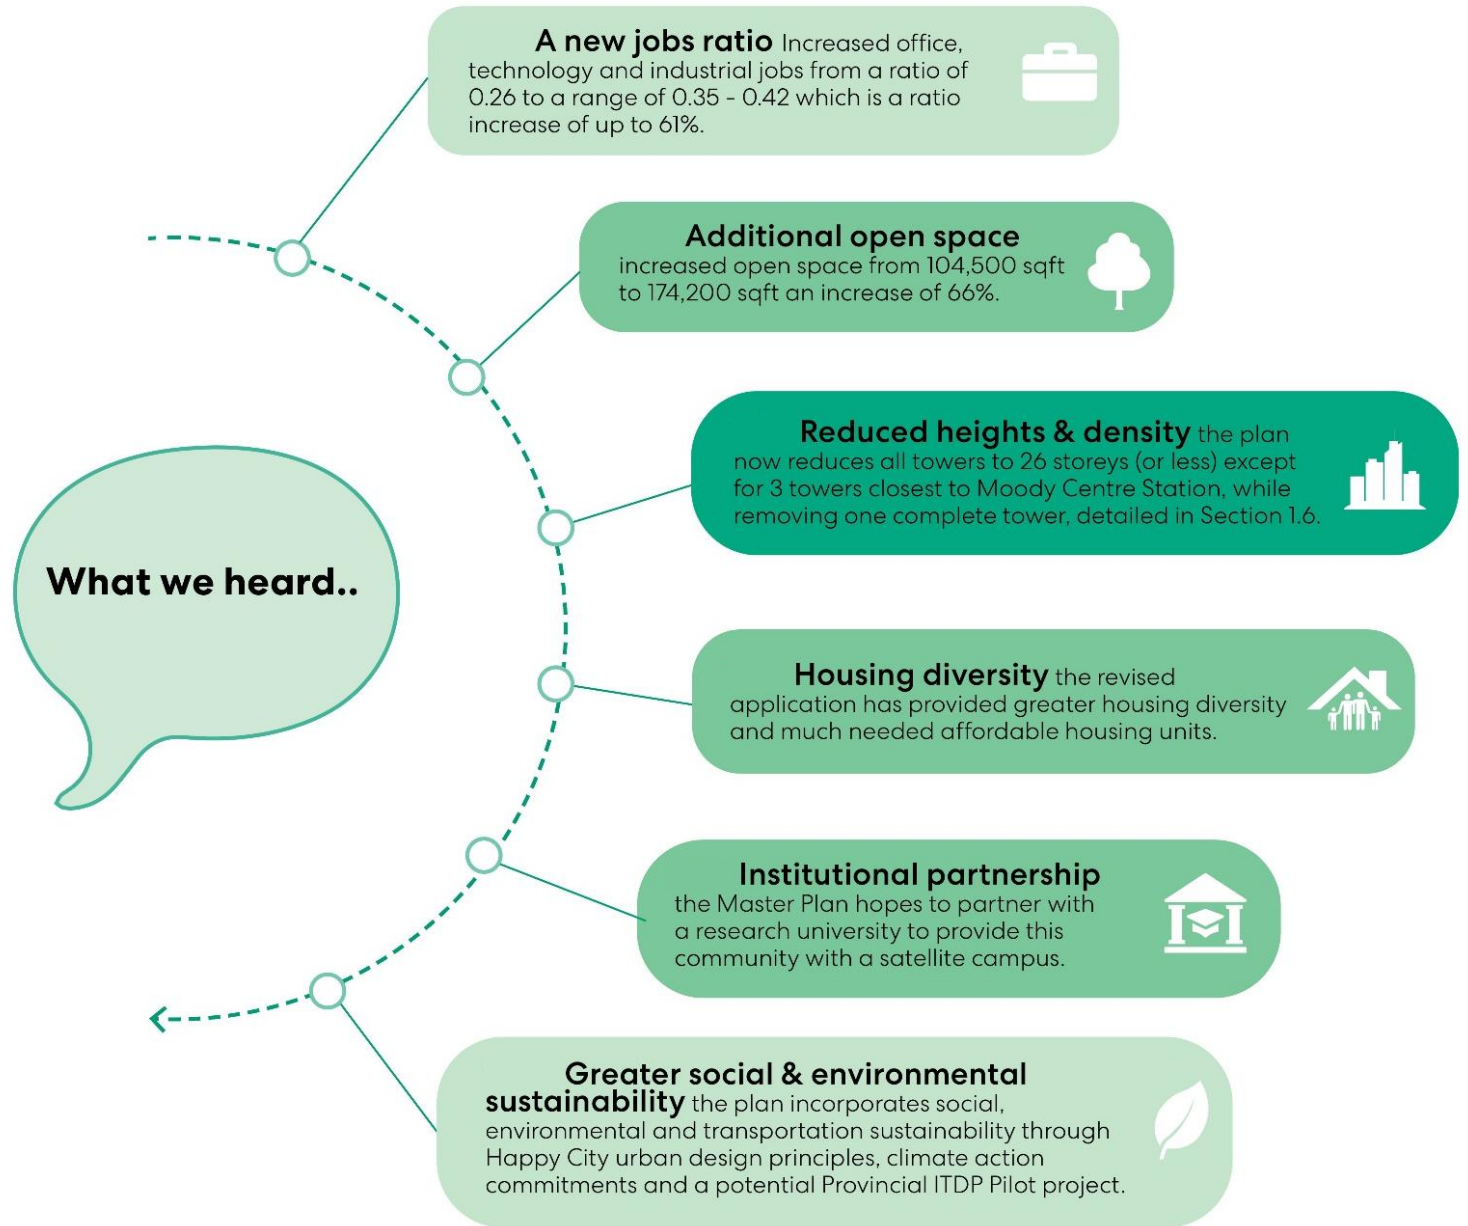 A new jobs ratio Increased office,
technology and industrial jobs from a ratio of
0.26 to a range of 0.35 - 0.42 which is a ratio
increase of up to 61%.
Additional open space
increased open space from 104,500 sqft
to 174,200 sqft an increase of 66%.
Reduced heights & density the plan
now reduces all towers to 26 storeys (or less) except
for 3 towers closest to Moody Centre Station, while
removing one complete tower, detailed in Section 1.6.
What we heard..
Housing diversity the revised
application has provided greater housing diversity
and much needed affordable housing units.
Institutional partnership
the Master Plan hopes to partner with
a research university to provide this
community with a satellite campus.
Greater social & environmental
sustainability the plan incorporates social,
environmental and transportation sustainability through
Happy City urban design principles, climate action
commitments and a potential Provincial ITDP Pilot project.